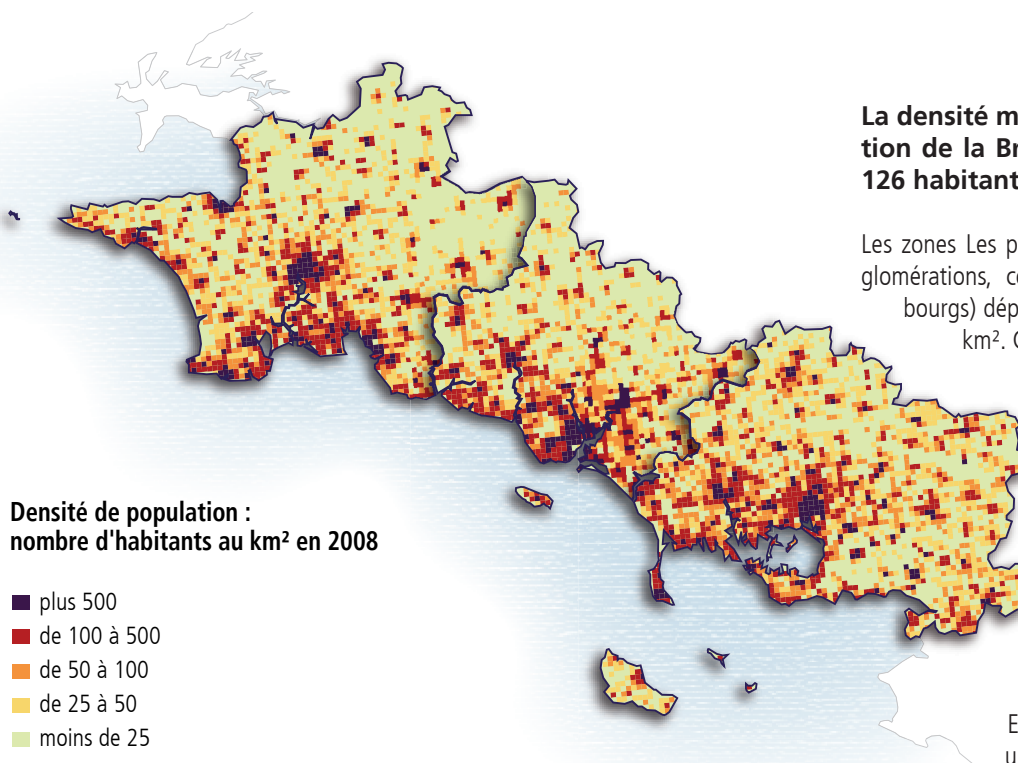 La densité m
tion de la Br
126 habitant
Les zones Les p
glomérations, c
bourgs) dép
km². C
Densité de population :
nombre d'habitants au km² en 2008
plus 500
de 100 à 500
de 50 à 100
de 25 à 50
moins de 25
E
u